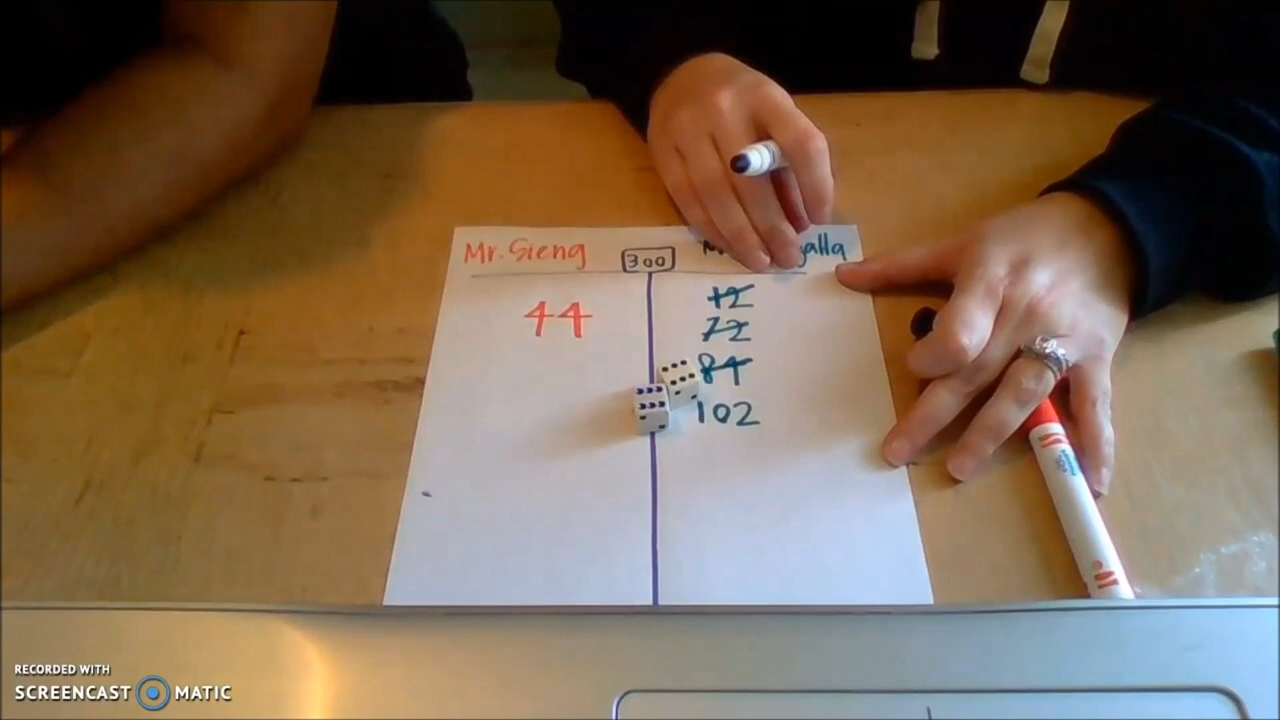 Mr. Sieng
300
alla
44
12
72
84
102
RECORDED WITH
SCREENCAST MATIC